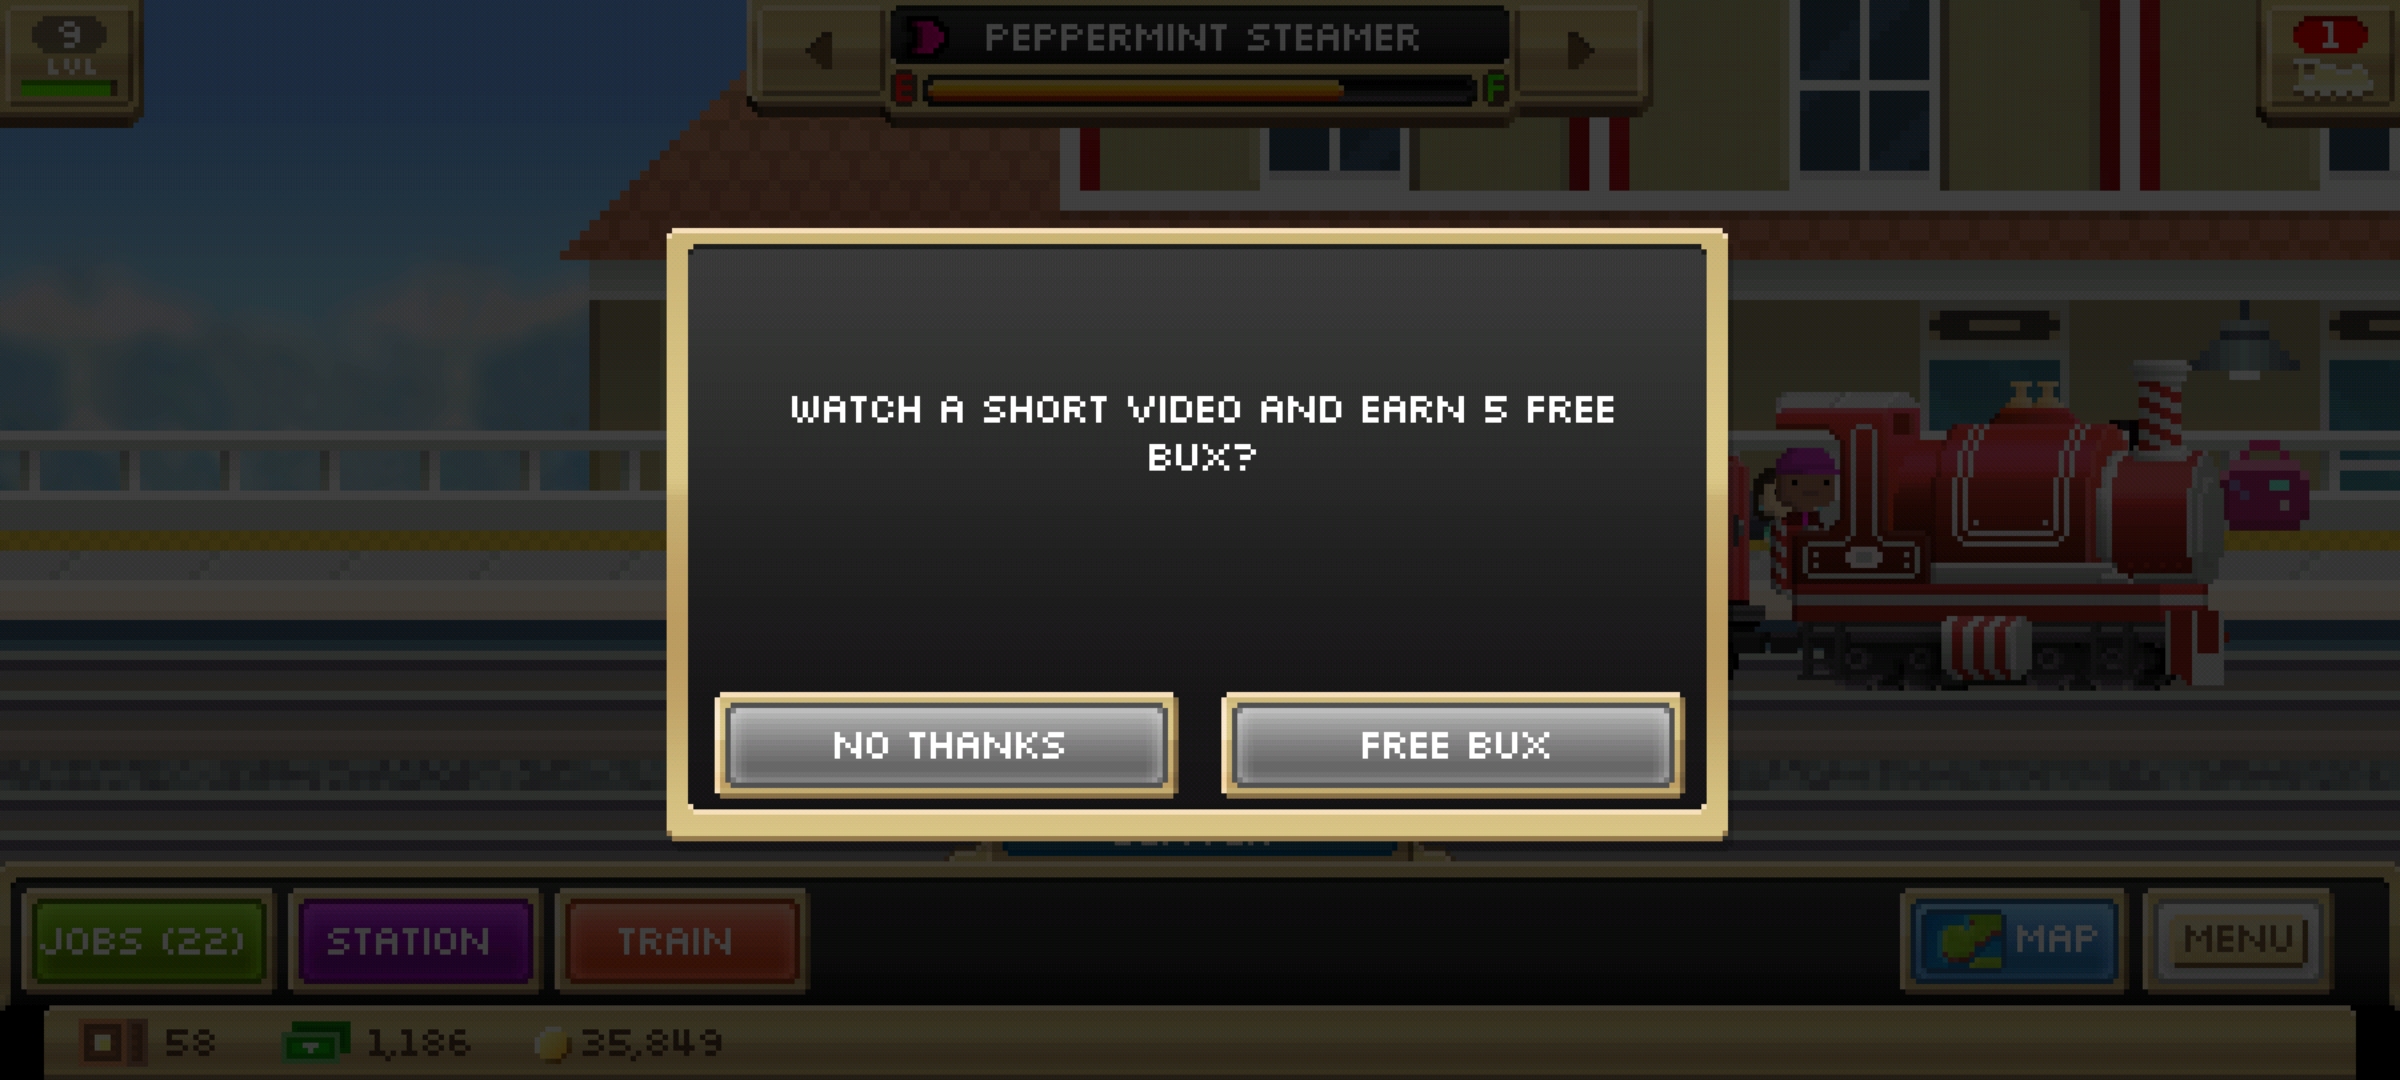 9
LVL
PEPPERMINT STEAMER
E
F
1
WATCH A SHORT VIDEO AND EARN 5 FREE
BUX?
NO THANKS
FREE BUX
JOBS (22)
STATION
TRAIN
MAP
MENU
58
1,186
35,849